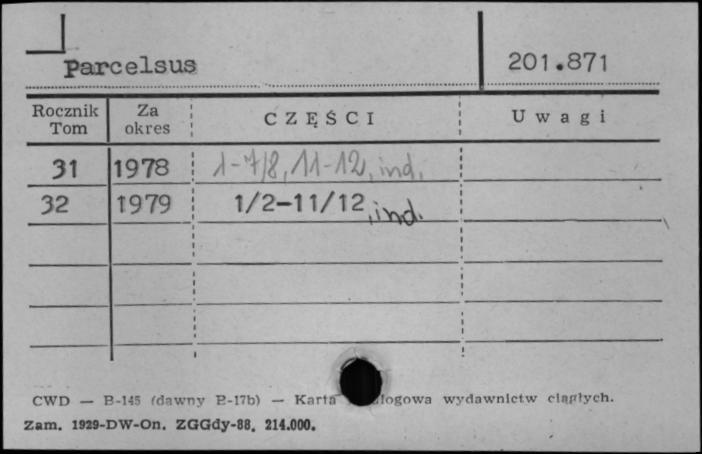 Parcelsus 201.871
Rocznik Tom Za okres CZĘŚCI Uwagi
31 1978 1-7/8, 11-12, ind.
32 1979 1/2-11/12, ind.
CWD — B-145 (dawny B-17b) — Karta logowa wydawnictw ciągłych.
Zam. 1929-DW-On. ZGGdy-88. 214.000.